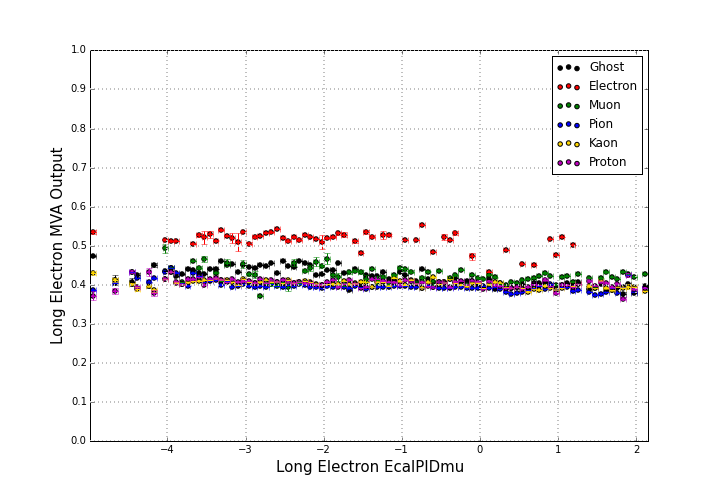 1.0
0.9
0.8
0.7
0.6
0.5
0.4
0.3
0.2
0.1
0.0
Long Electron MVA Output
Ghost
Electron
Muon
Pion
Kaon
Proton
−4 −3 −2 −1 0 1 2
Long Electron EcalPIDmu